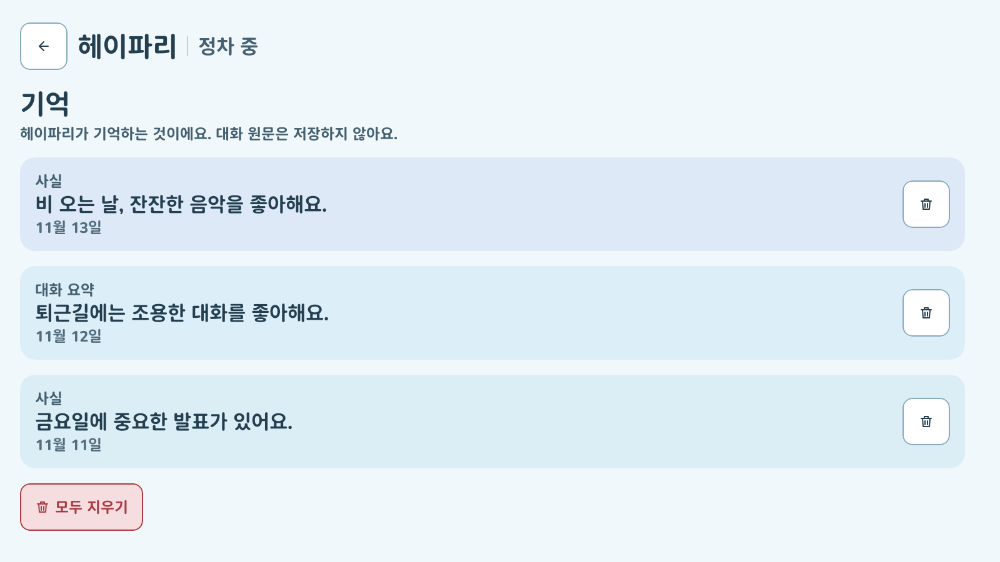 헤이파리 정차 중
기억
헤이파리가 기억하는 것이에요. 대화 원문은 저장하지 않아요.
사실
비 오는 날, 잔잔한 음악을 좋아해요.
11월 13일
대화 요약
퇴근길에는 조용한 대화를 좋아해요.
11월 12일
사실
금요일에 중요한 발표가 있어요.
11월 11일
모두 지우기